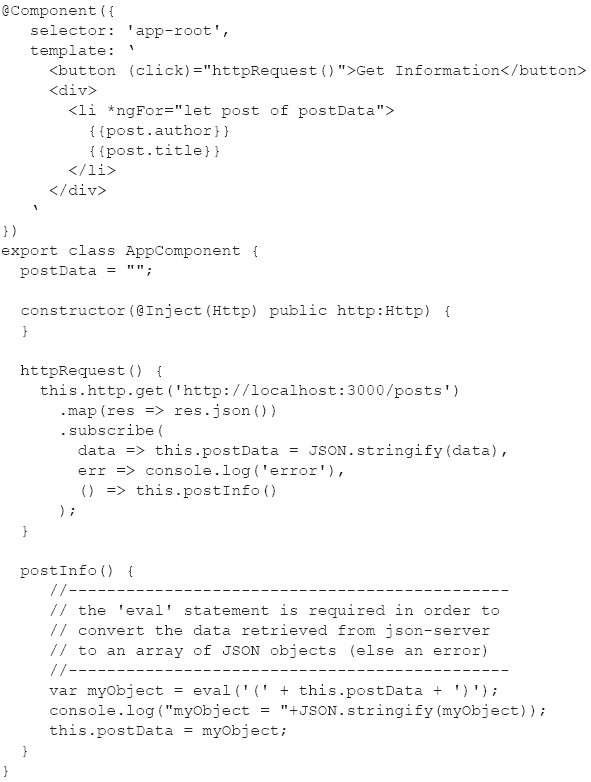 @Component({
   selector: 'app-root',
   template: ‘
     <button (click)="httpRequest()">Get Information</button>
     <div>
       <li *ngFor="let post of postData">
         {{post.author}}
         {{post.title}}
       </li>
     </div>
   ‘
})
export class AppComponent {
  postData = "";

  constructor(@Inject(Http) public http:Http) {
  }

  httpRequest() {
    this.http.get('http://localhost:3000/posts')
      .map(res => res.json())
      .subscribe(
        data => this.postData = JSON.stringify(data),
        err => console.log('error'),
        () => this.postInfo()
      );
  }

  postInfo() {
     //----------------------------------------------
     // the 'eval' statement is required in order to
     // convert the data retrieved from json-server
     // to an array of JSON objects (else an error)
     //----------------------------------------------
     var myObject = eval('(' + this.postData + ')');
     console.log("myObject = "+JSON.stringify(myObject));
     this.postData = myObject;
  }
}